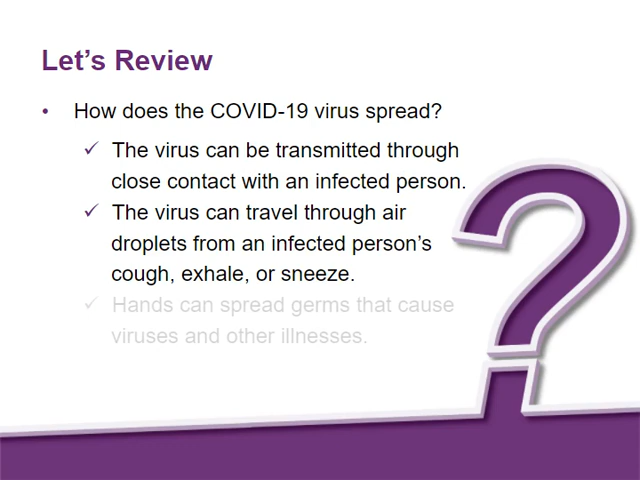 Let's Review
• How does the COVID-19 virus spread?
✓ The virus can be transmitted through
close contact with an infected person.
✓ The virus can travel through air
droplets from an infected person's
cough, exhale, or sneeze.
✓ Hands can spread germs that cause
viruses and other illnesses.